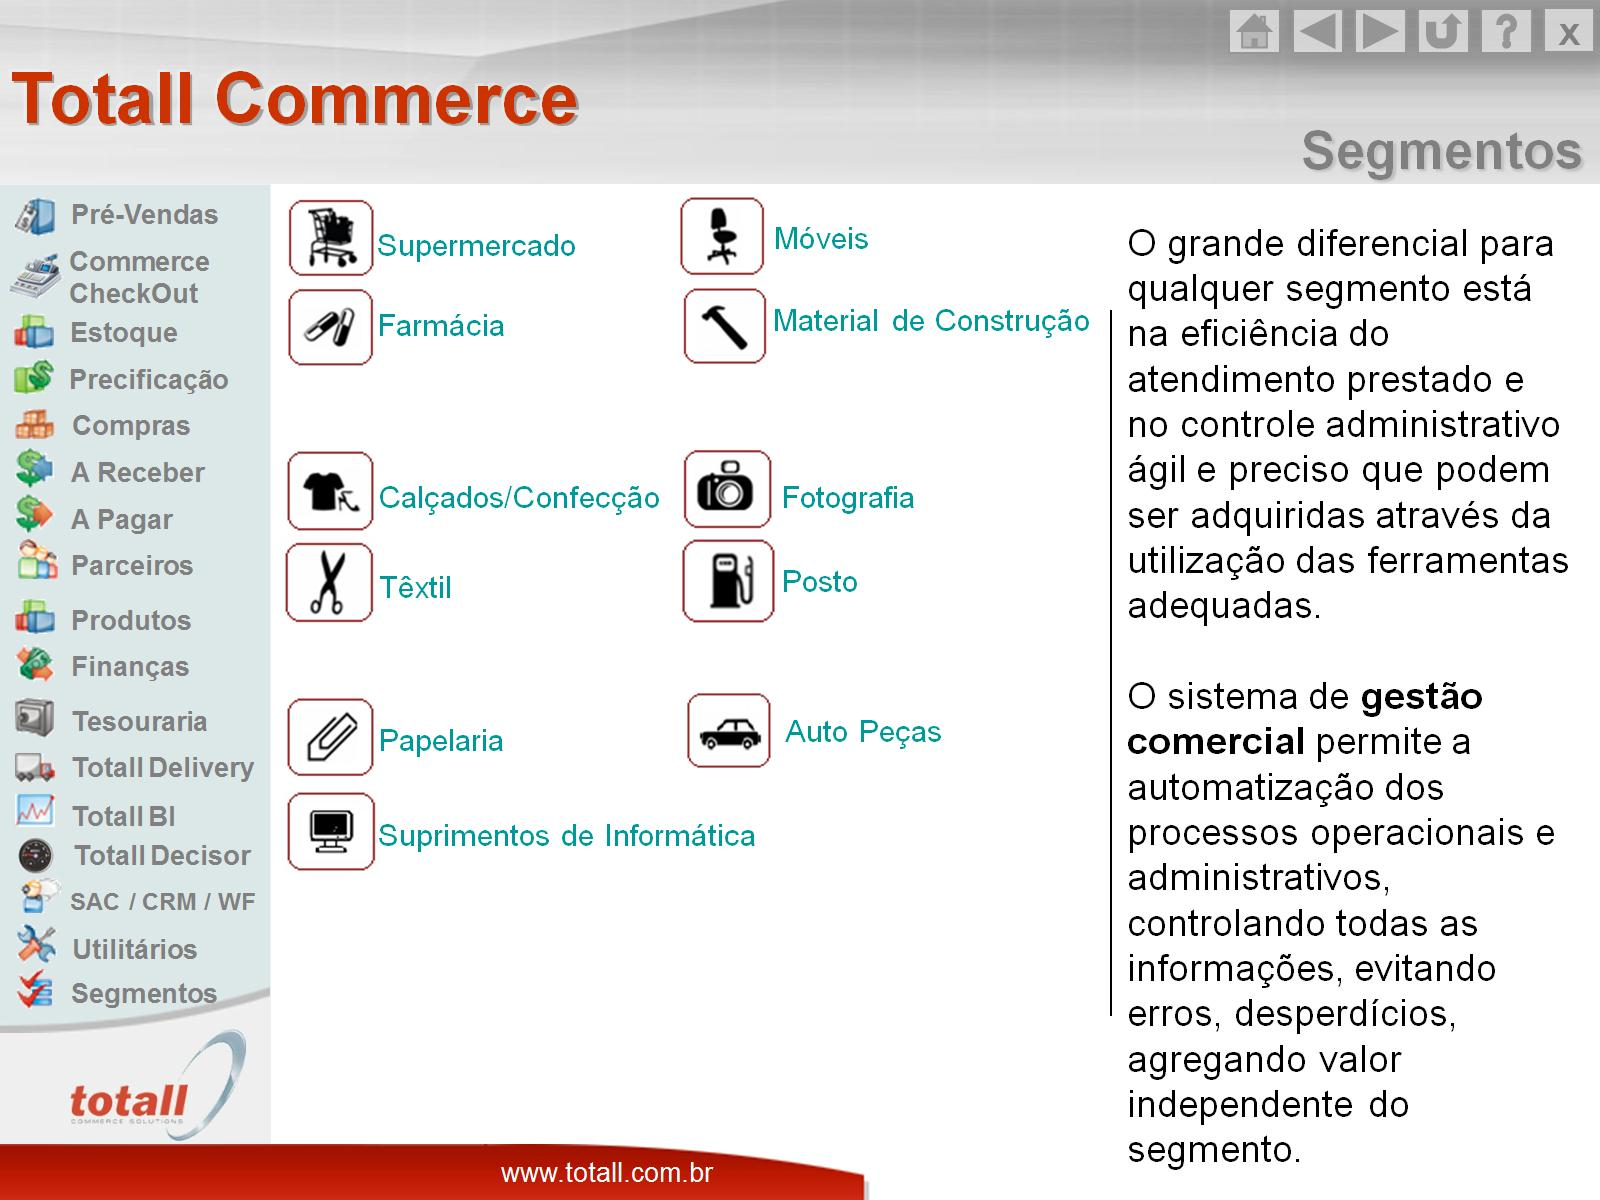 x
Totall Commerce
Segmentos
Pré-Vendas
Commerce
CheckOut
Estoque
Precificação
Compras
A Receber
A Pagar
Parceiros
Produtos
Finanças
Tesouraria
Totall Delivery
Totall BI
Totall Decisor
SAC / CRM / WF
Utilitários
Segmentos
totall
COMMERCE SOLUTIONS
Supermercado
Farmácia
Calçados/Confecção
Têxtil
Papelaria
Suprimentos de Informática
Móveis
Material de Construção
Fotografia
Posto
Auto Peças
O grande diferencial para
qualquer segmento está
na eficiência do
atendimento prestado e
no controle administrativo
ágil e preciso que podem
ser adquiridas através da
utilização das ferramentas
adequadas.
O sistema de gestão
comercial permite a
automatização dos
processos operacionais e
administrativos,
controlando todas as
informações, evitando
erros, desperdícios,
agregando valor
independente do
segmento.
www.totall.com.br